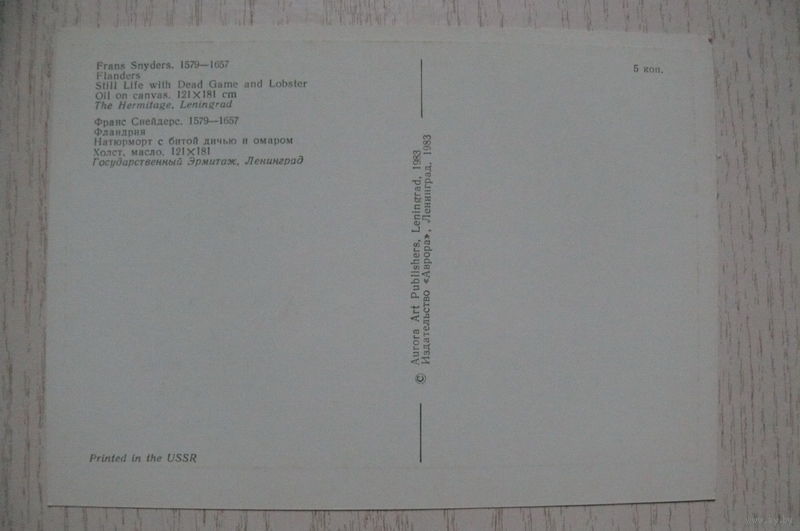 Frans Snyders. 1579—1657
Flanders
Still Life with Dead Game and Lobster
Oil on canvas. 121×181 cm
The Hermitage, Leningrad
Франс Снейдерс. 1579—1657
Фландрия
Натюрморт с битой дичью и омаром
Холст, масло. 121×181
Государственный Эрмитаж, Ленинград
5 коп.
© Aurora Art Publishers, Leningrad, 1983
Издательство «Аврора», Ленинград, 1983
Printed in the USSR